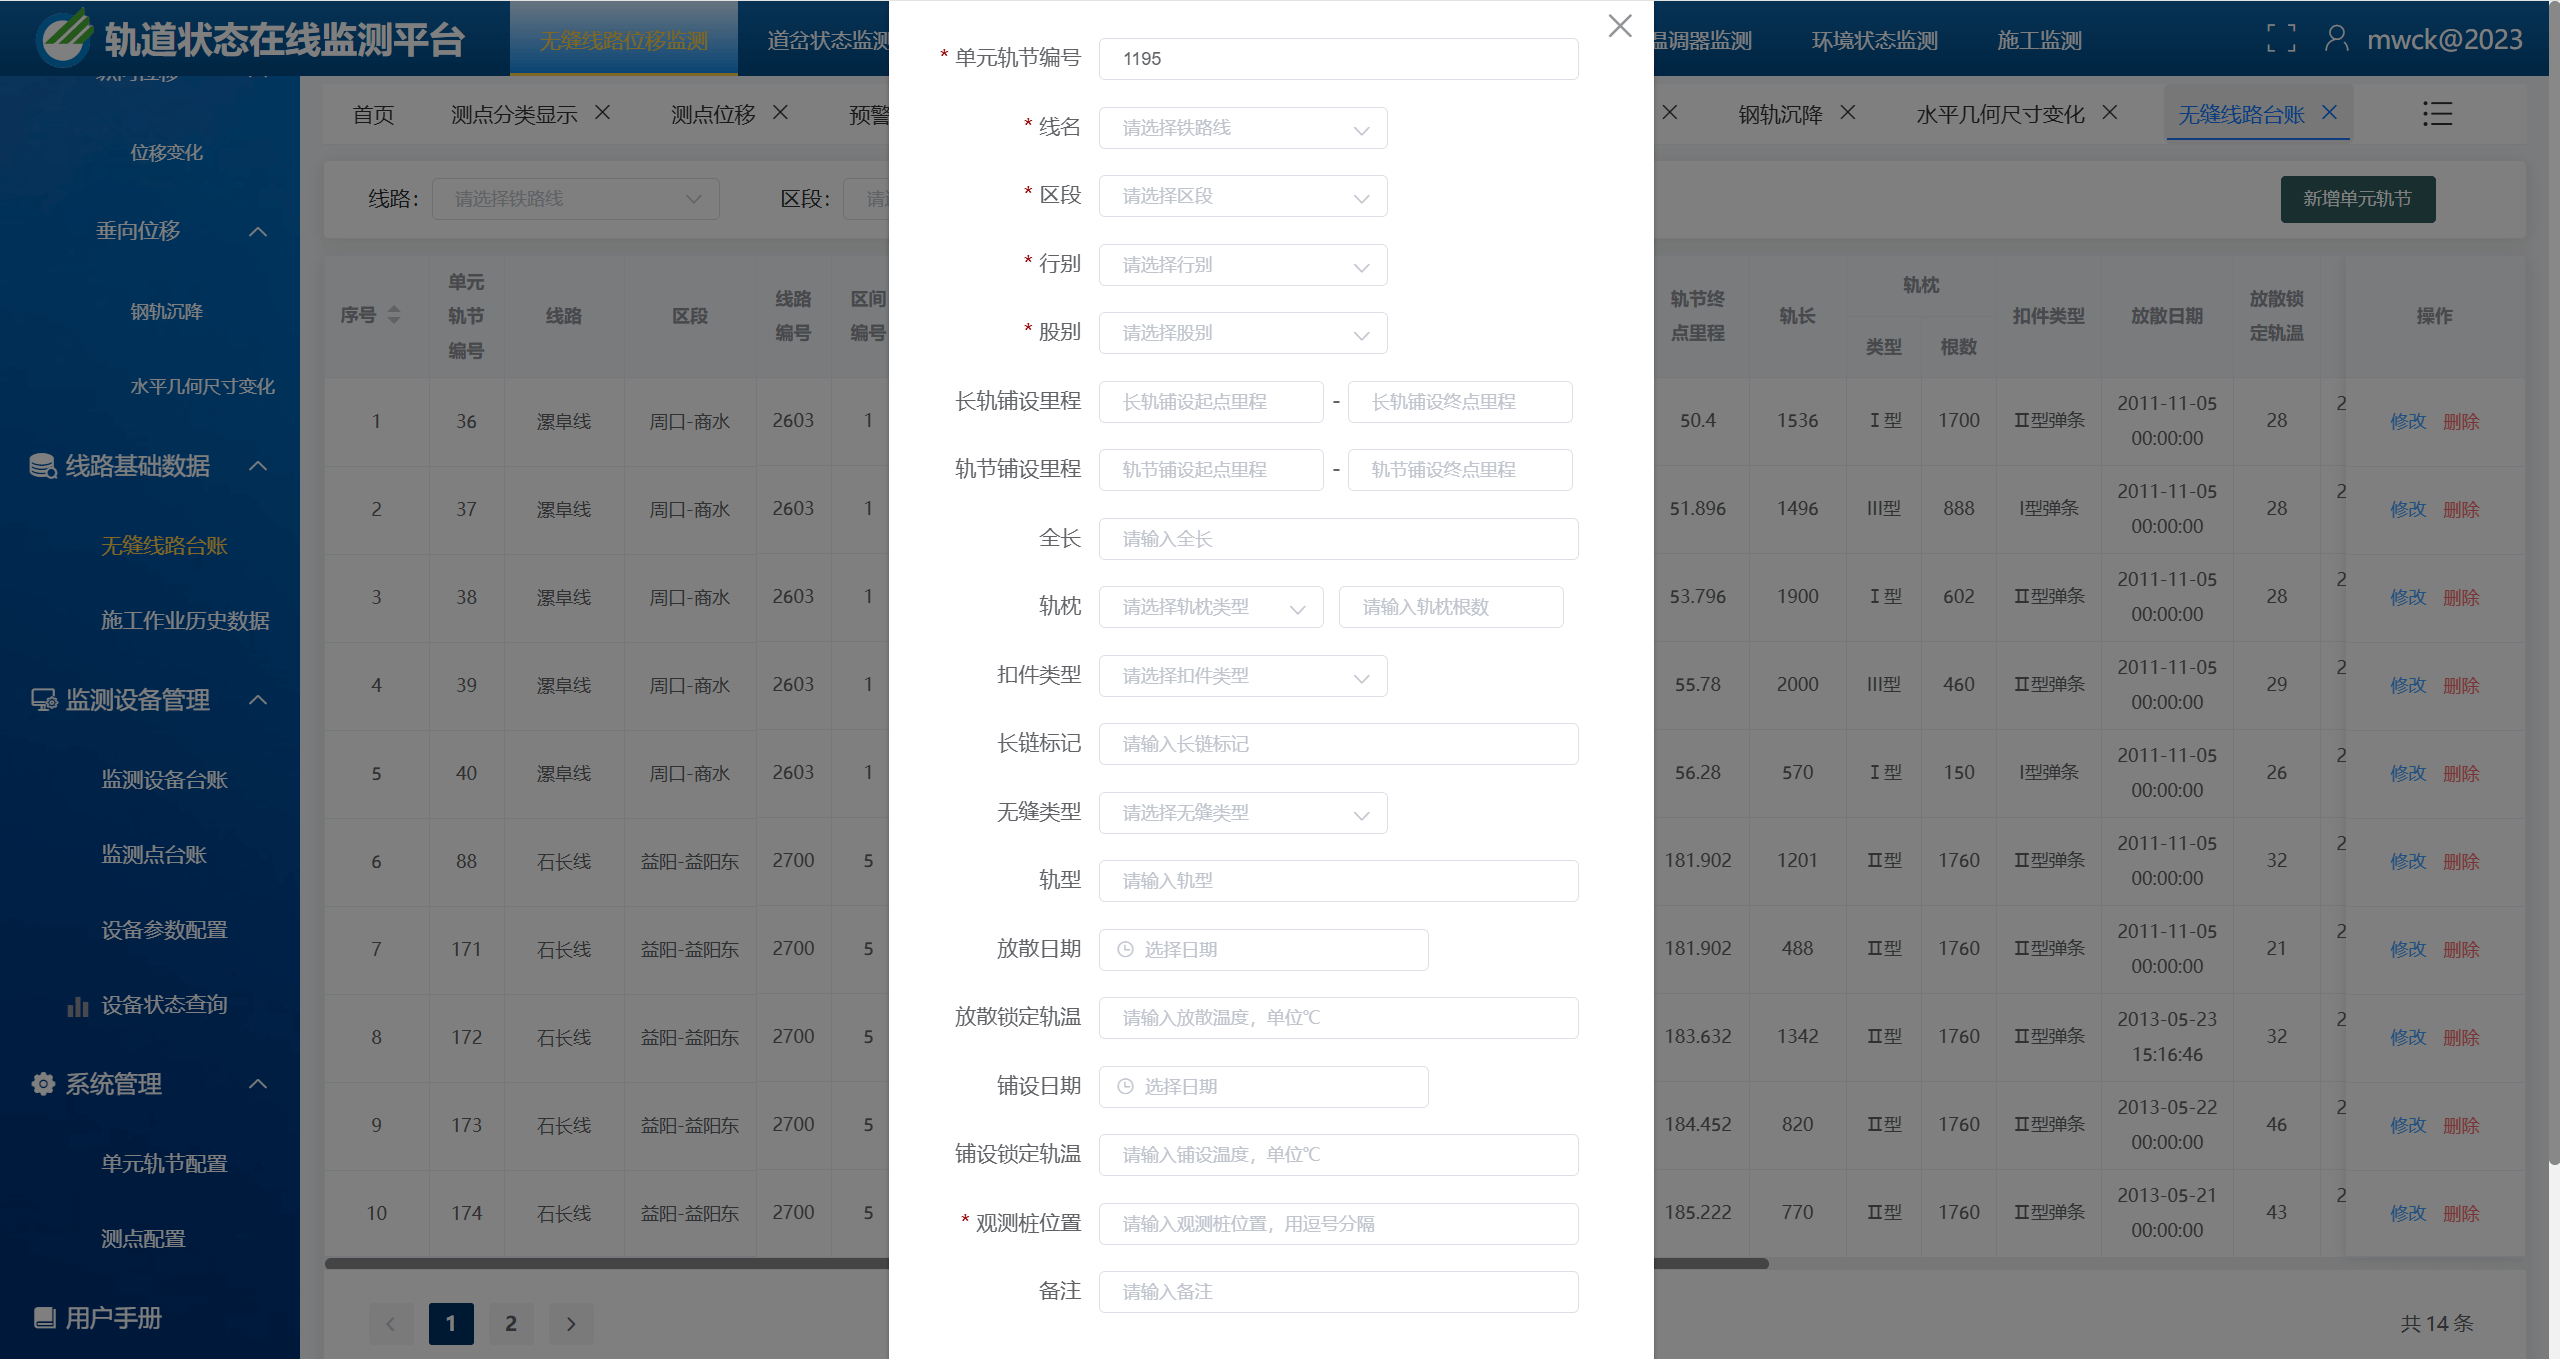 轨道状态在线监测平台
无缝线路位移监测
道岔状态监测
温调器监测
环境状态监测
施工监测
mwck@2023
位移变化
垂向位移
钢轨沉降
水平几何尺寸变化
线路基础数据
无缝线路台账
施工作业历史数据
监测设备管理
监测设备台账
监测点台账
设备参数配置
设备状态查询
系统管理
单元轨节配置
测点配置
用户手册
首页
测点分类显示
测点位移
预警
钢轨沉降
水平几何尺寸变化
无缝线路台账
线路：
请选择铁路线
区段：
新增单元轨节
序号 单元轨节编号 线路 区段 线路编号 区间编号 轨节终点里程 轨长 轨枕 类型 根数 扣件类型 放散日期 放散锁定轨温 操作
1 36 漯阜线 周口-商水 2603 1 50.4 1536 Ⅰ型 1700 Ⅱ型弹条 2011-11-05 00:00:00 28 2 修改 删除
2 37 漯阜线 周口-商水 2603 1 51.896 1496 III型 888 I型弹条 2011-11-05 00:00:00 28 2 修改 删除
3 38 漯阜线 周口-商水 2603 1 53.796 1900 Ⅰ型 602 Ⅱ型弹条 2011-11-05 00:00:00 28 2 修改 删除
4 39 漯阜线 周口-商水 2603 1 55.78 2000 III型 460 Ⅱ型弹条 2011-11-05 00:00:00 29 2 修改 删除
5 40 漯阜线 周口-商水 2603 1 56.28 570 Ⅰ型 150 I型弹条 2011-11-05 00:00:00 26 2 修改 删除
6 88 石长线 益阳-益阳东 2700 5 181.902 1201 Ⅱ型 1760 Ⅱ型弹条 2011-11-05 00:00:00 32 2 修改 删除
7 171 石长线 益阳-益阳东 2700 5 181.902 488 Ⅱ型 1760 Ⅱ型弹条 2011-11-05 00:00:00 21 2 修改 删除
8 172 石长线 益阳-益阳东 2700 5 183.632 1342 Ⅱ型 1760 Ⅱ型弹条 2013-05-23 15:16:46 32 2 修改 删除
9 173 石长线 益阳-益阳东 2700 5 184.452 820 Ⅱ型 1760 Ⅱ型弹条 2013-05-22 00:00:00 46 2 修改 删除
10 174 石长线 益阳-益阳东 2700 5 185.222 770 Ⅱ型 1760 Ⅱ型弹条 2013-05-21 00:00:00 43 2 修改 删除
1 2
共 14 条
* 单元轨节编号 1195
* 线名 请选择铁路线
* 区段 请选择区段
* 行别 请选择行别
* 股别 请选择股别
长轨铺设里程 长轨铺设起点里程 - 长轨铺设终点里程
轨节铺设里程 轨节铺设起点里程 - 轨节铺设终点里程
全长 请输入全长
轨枕 请选择轨枕类型 请输入轨枕根数
扣件类型 请选择扣件类型
长链标记 请输入长链标记
无缝类型 请选择无缝类型
轨型 请输入轨型
放散日期 选择日期
放散锁定轨温 请输入放散温度，单位℃
铺设日期 选择日期
铺设锁定轨温 请输入铺设温度，单位℃
* 观测桩位置 请输入观测桩位置，用逗号分隔
备注 请输入备注